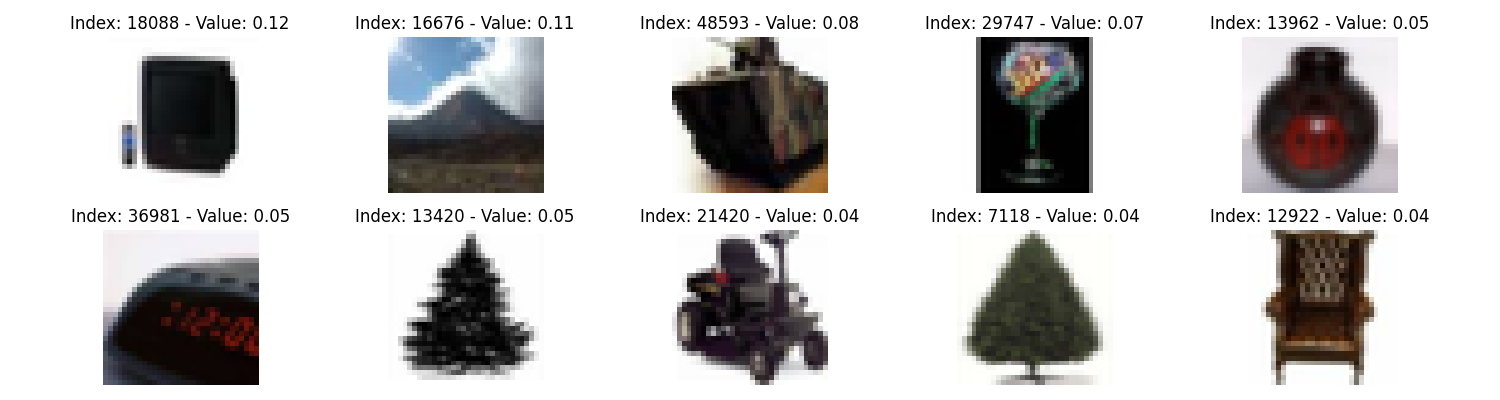 Index: 18088 - Value: 0.12
Index: 16676 - Value: 0.11
Index: 48593 - Value: 0.08
Index: 29747 - Value: 0.07
Index: 13962 - Value: 0.05
Index: 36981 - Value: 0.05
Index: 13420 - Value: 0.05
Index: 21420 - Value: 0.04
Index: 7118 - Value: 0.04
Index: 12922 - Value: 0.04